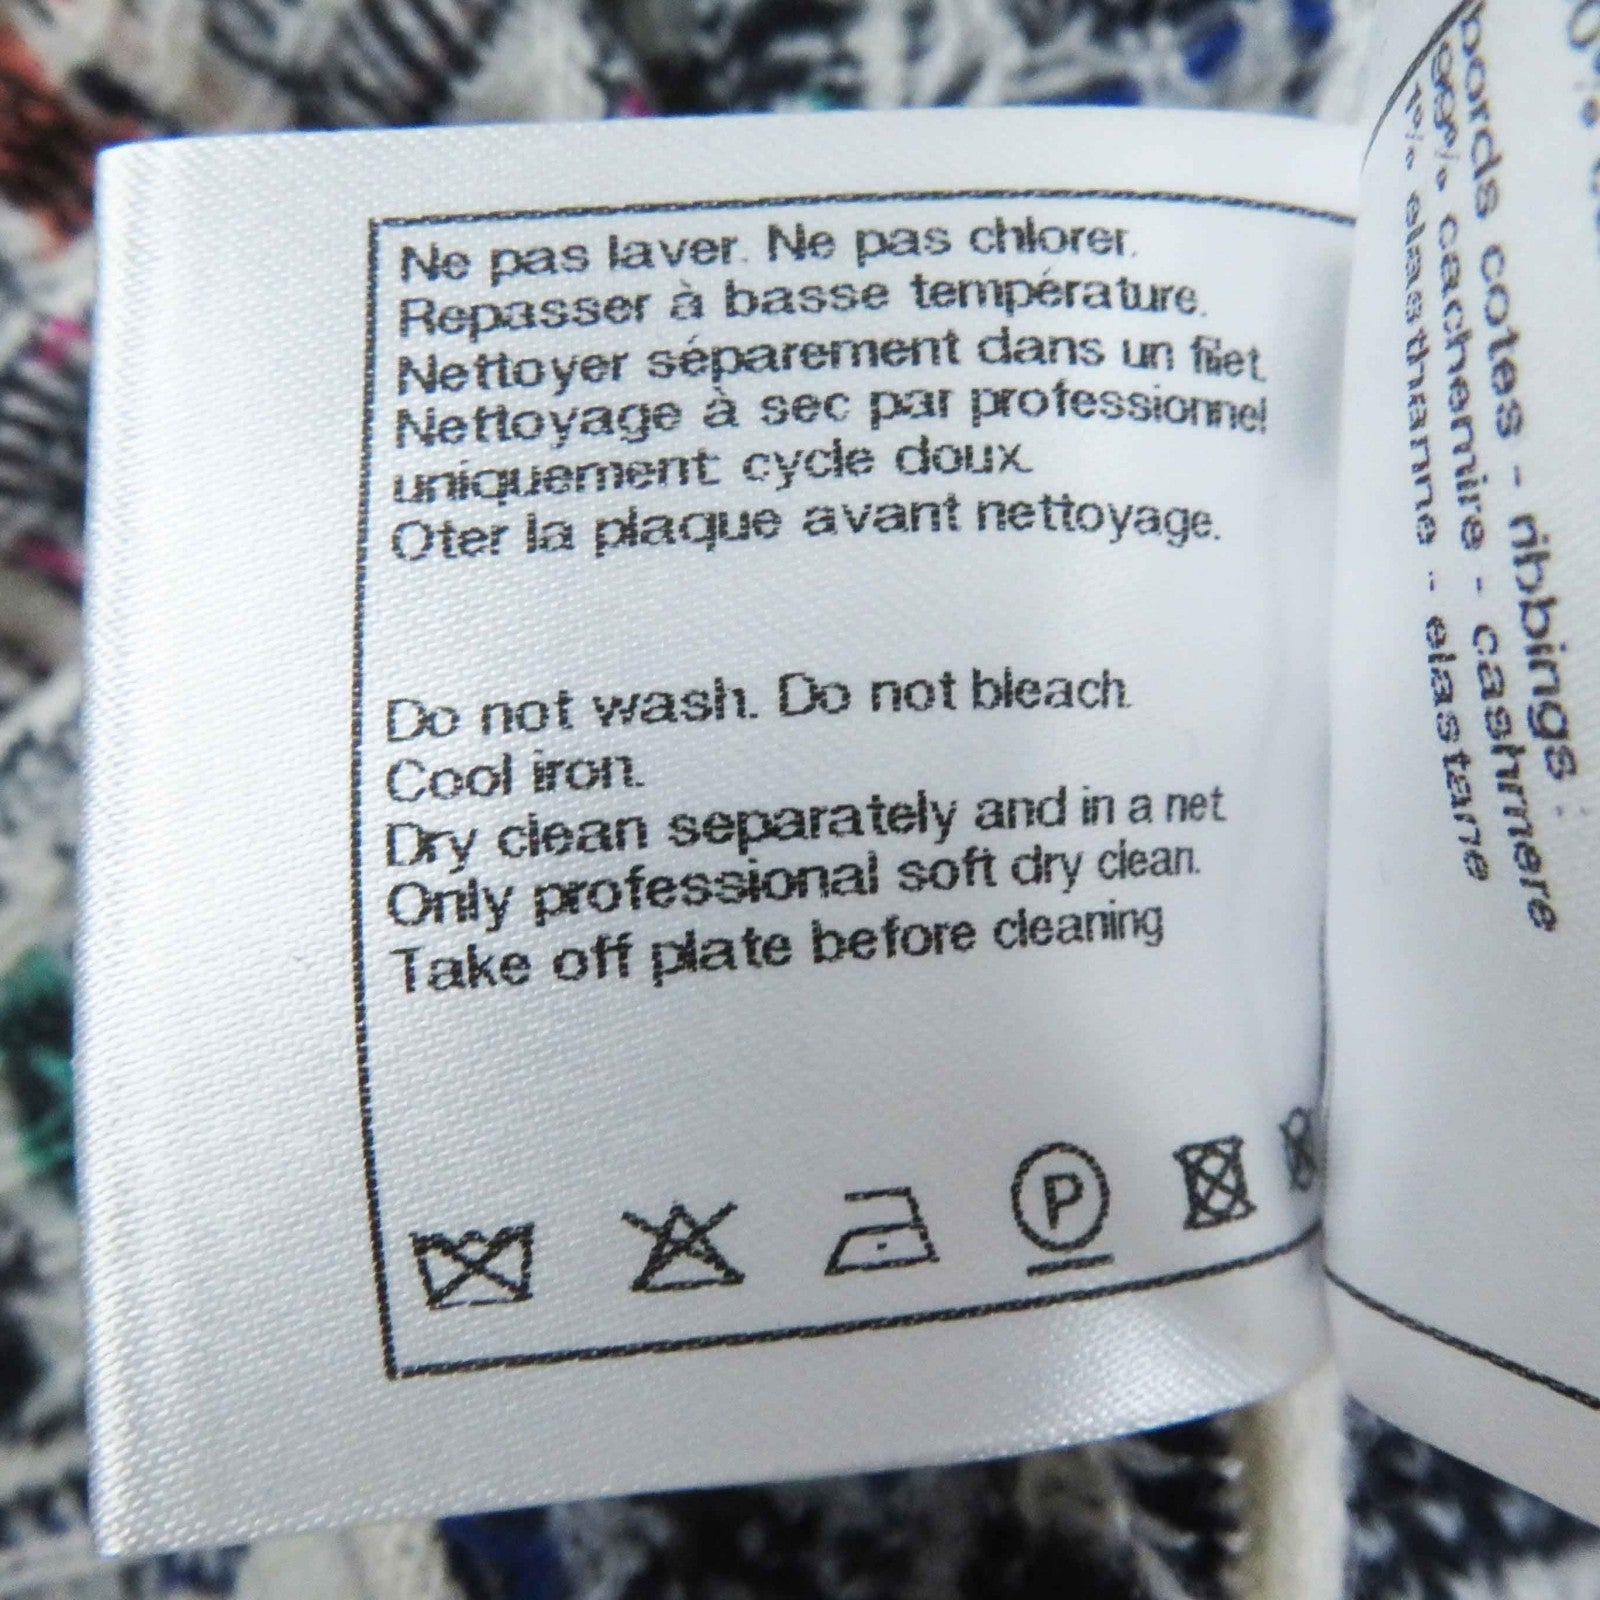 Ne pas laver. Ne pas chlorer.
Repasser à basse température.
Nettoyer séparement dans un filet
Nettoyage à sec par professionnel
uniquement: cycle doux.
Oter la plaque avant nettoyage.
Do not wash. Do not bleach.
Cool iron.
Dry clean separately and in a net.
Only professional soft dry clean.
Take off plate before cleaning
P
bords cotes - ribbings :
99% cachemire - cashmere
1% elasthanne - elastane